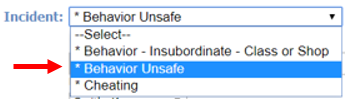 Incident: * Behavior Unsafe
--Select--
* Behavior - Insubordinate - Class or Shop
* Behavior Unsafe
* Cheating